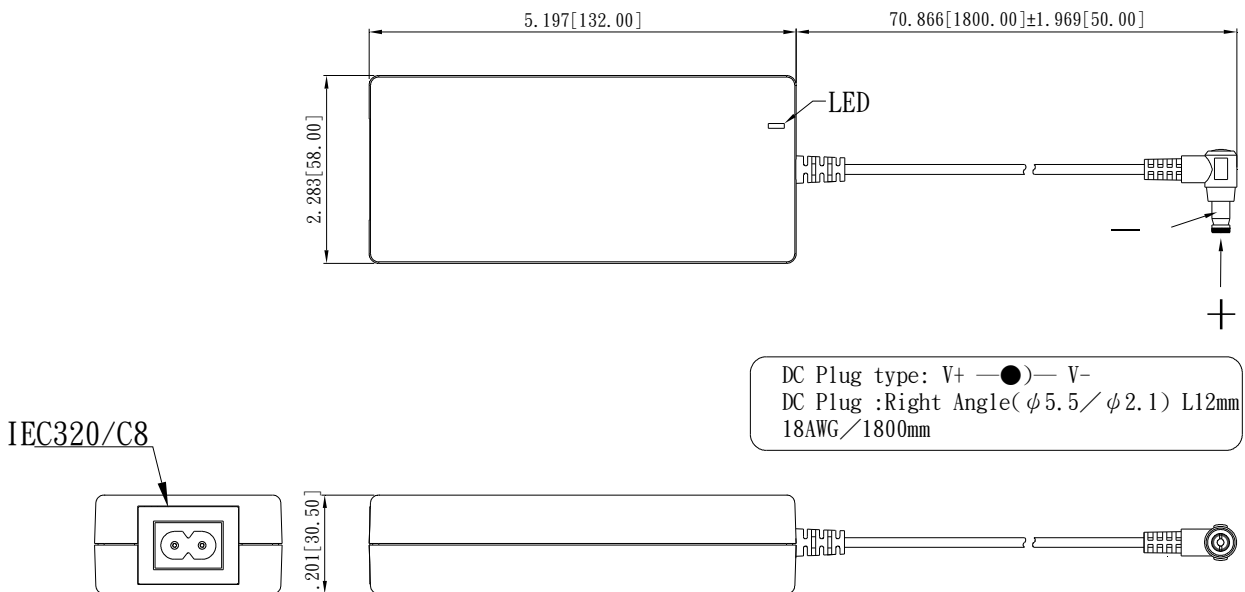 5.197[132.00]
70.866[1800.00]±1.969[50.00]
LED
2.283[58.00]
—
+
DC Plug type: V+ —●)— V-
DC Plug :Right Angle(φ5.5／φ2.1) L12mm
18AWG／1800mm
IEC320/C8
.201[30.50]